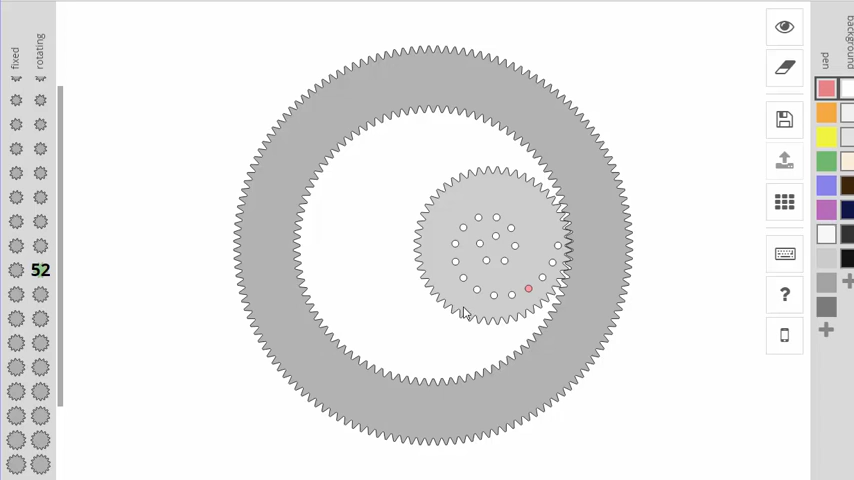 fixed
rotating
52
?
pen
background